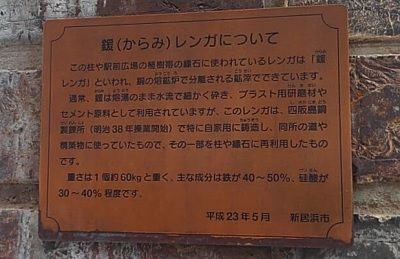 鍰(からみ)レンガについて
この柱や駅前広場の植樹帯の縁石に使われているレンガは「鍰
レンガ」といわれ、銅の熔鉱炉で分離される鉱滓でできています。
通常、鍰は熔湯のまま水流で細かく砕き、ブラスト用研磨材や
セメント原料として利用されていますが、このレンガは、四阪島銅
製錬所(明治38年操業開始)で特に自家用に鋳造し、同所の道や
構築物に使っていたもので、その一部を柱や縁石に再利用したもの
です。
重さは1個約60kgと重く、主な成分は鉄が40~50%、硅酸が
30~40%程度です。
平成23年5月 新居浜市